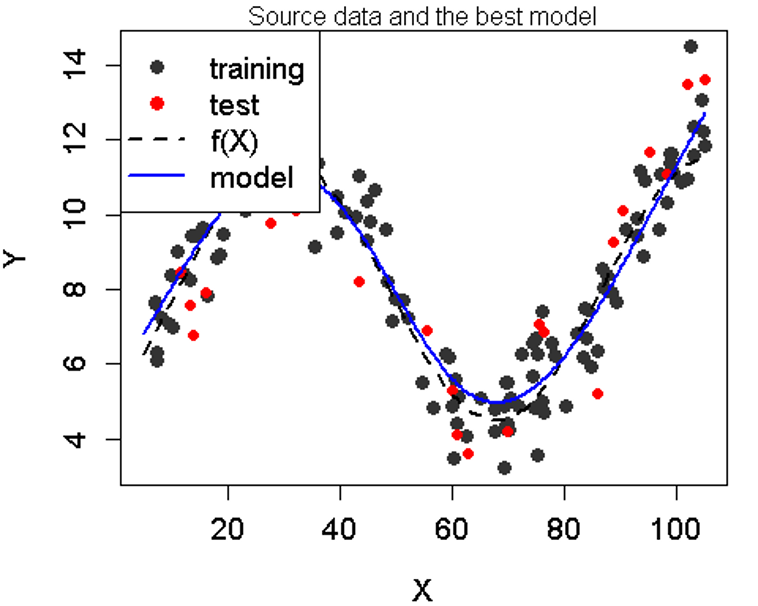 Source data and the best model
training
test
f(X)
model
14
12
10
8
6
4
Y
20 40 60 80 100
X